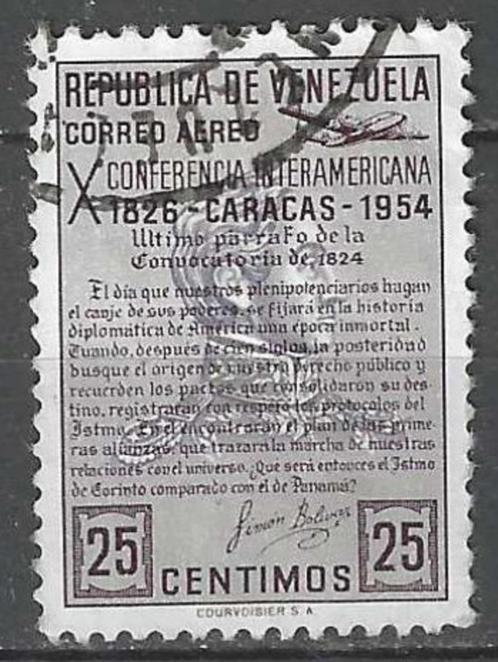 REPUBLICA DE VENEZUELA
CORREO AEREO
X CONFERENCIA INTERAMERICANA
1826 - CARACAS - 1954
Ultimo parrafo de la
Convocatoria de, 1824
El día que nuestros plenipotenciarios hagan
el canje de sus poderes, se fijará en la historia
diplomática de América una época inmortal.
Cuando, después de cien siglos, la posteridad
busque el origen de nuestro derecho público y
recuerden los pactos que consolidaron su des-
tino, registrarán con respeto los protocolos del
Istmo. En él encontrarán el plan de las prime-
ras alianzas, que trazará la marcha de nuestras
relaciones con el universo. ¿Que será entonces el Istmo
de Corinto comparado con el de Panamá?
Simón Bolívar
25 CENTIMOS 25
COURVOISIER S.A.